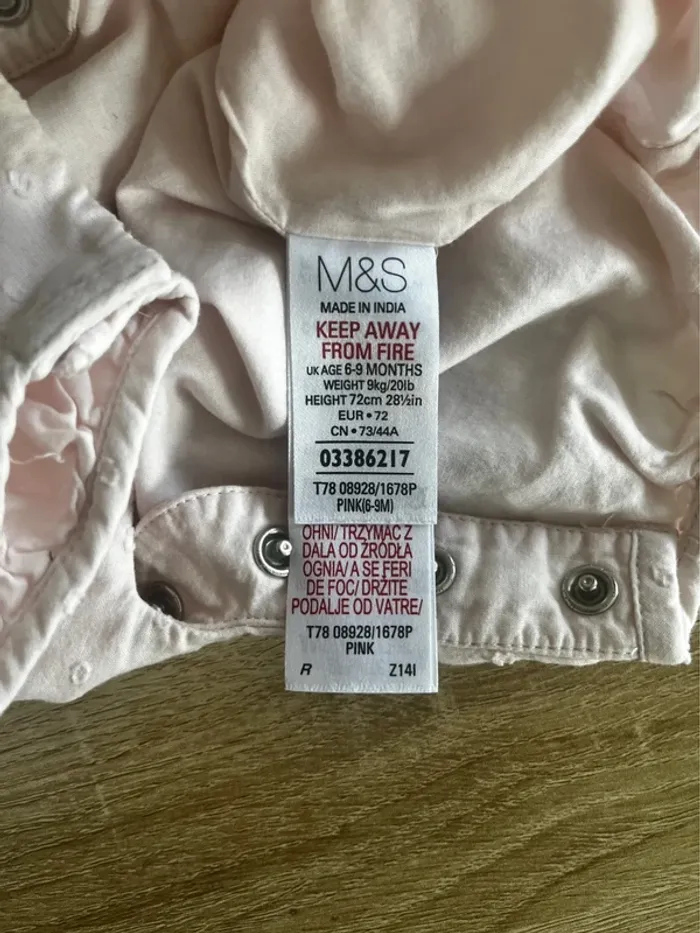 M&S
MADE IN INDIA
KEEP AWAY
FROM FIRE
UK AGE 6-9 MONTHS
WEIGHT 9kg/20lb
HEIGHT 72cm 28½in
EUR • 72
CN • 73/44A
03386217
T78 08928/1678P
PINK(6-9M)
OHNI/ TRZYMAĆ Z
DALA OD ŹRÓDŁA
OGNIA/ A SE FERI
DE FOC/ DRŽITE
PODALJE OD VATRE/
T78 08928/1678P
PINK
R Z14I